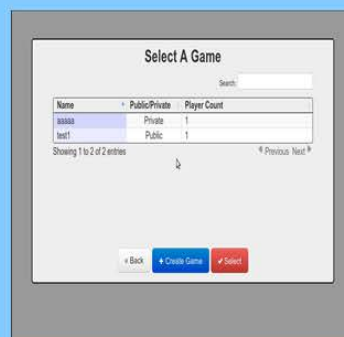 Select A Game
Search:
Name Public/Private Player Count
aaaaa Private 1
test1 Public 1
Showing 1 to 2 of 2 entries Previous Next
« Back + Create Game ✔ Select